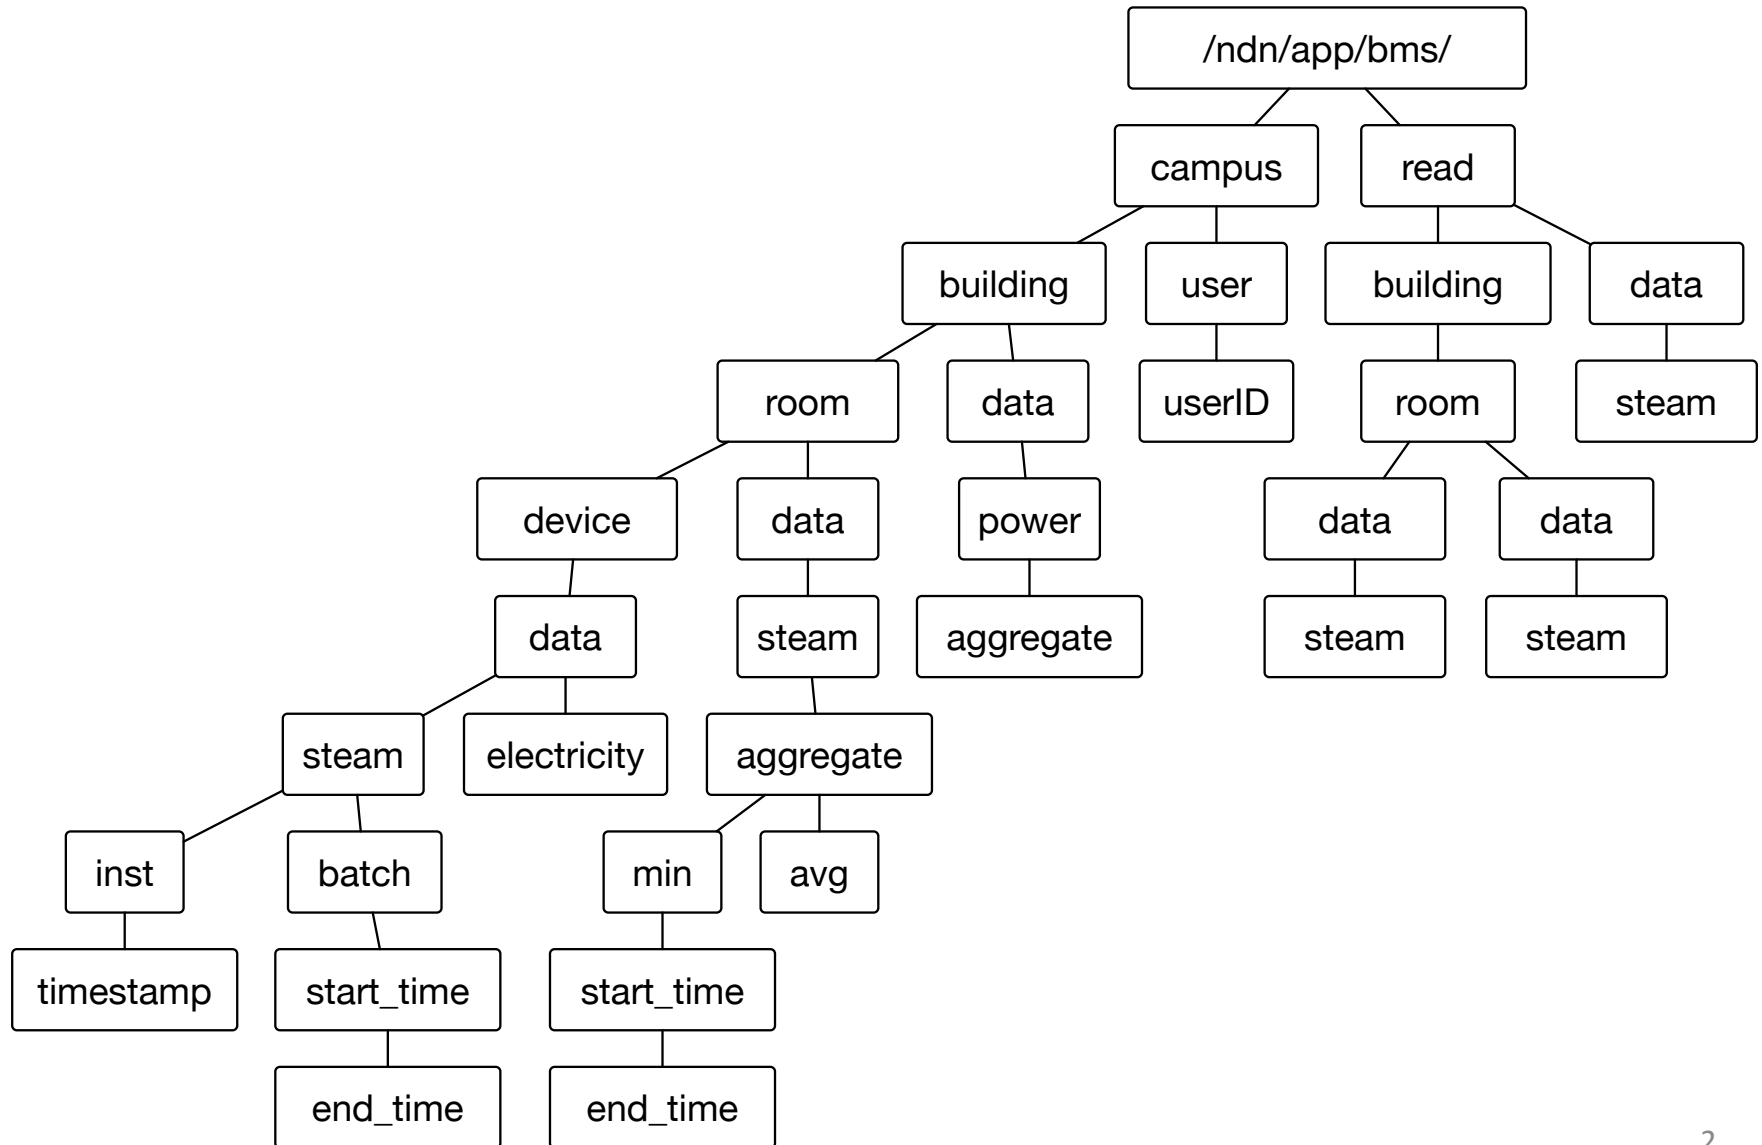 /ndn/app/bms/
campus read
building user building data
room data userID room steam
device data power data data
data steam aggregate steam steam
steam electricity aggregate
inst batch min avg
timestamp start_time start_time
end_time end_time
2